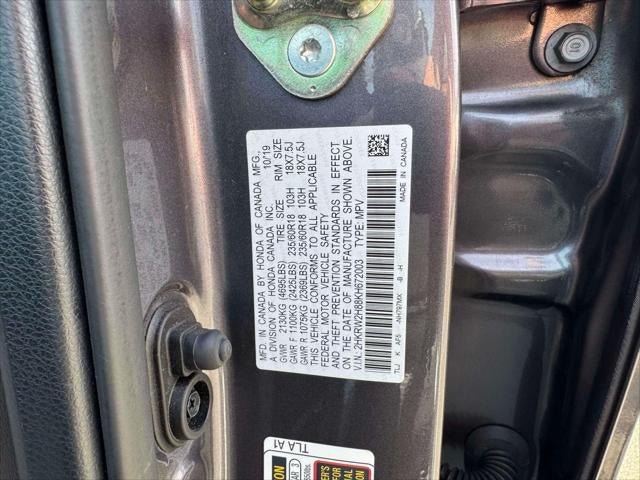 MFD. IN CANADA BY HONDA OF CANADA MFG.,
A DIVISION OF HONDA CANADA INC. 10/19
GVWR 2130KG (4695LBS) TIRE SIZE RIM SIZE
GAWR F 1100KG (2425LBS) 235/60R18 103H 18X7.5J
GAWR R 1075KG (2369LBS) 235/60R18 103H 18X7.5J
THIS VEHICLE CONFORMS TO ALL APPLICABLE
FEDERAL MOTOR VEHICLE SAFETY
AND THEFT PREVENTION STANDARDS IN EFFECT
ON THE DATE OF MANUFACTURE SHOWN ABOVE.
V.I.N.: 2HKRW2H88KH672003 TYPE: MPV
TLJ K AF5 -NH797MX -B -H MADE IN CANADA
TLA A1